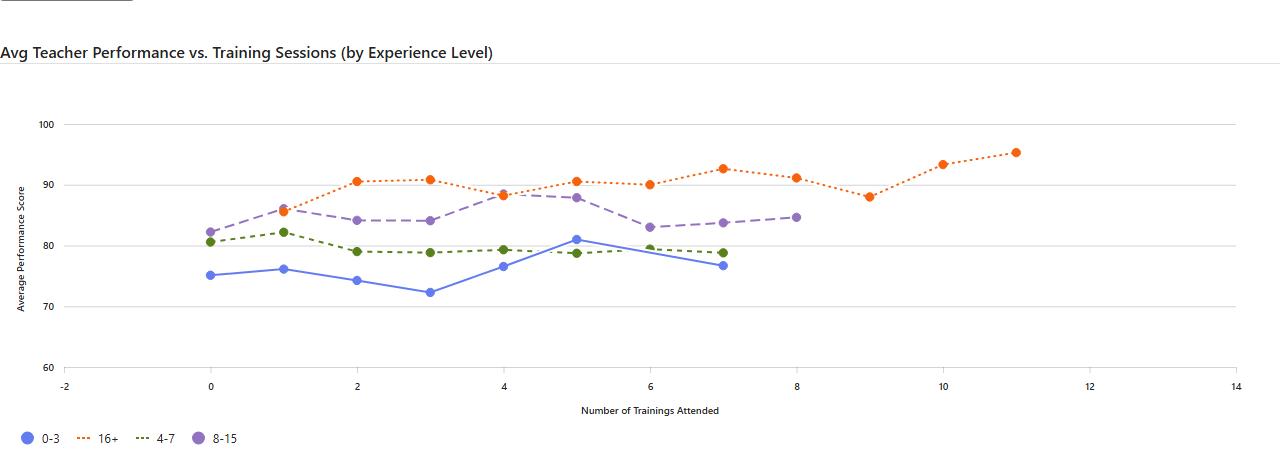 Avg Teacher Performance vs. Training Sessions (by Experience Level)
100
90
80
70
60
Average Performance Score
-2 0 2 4 6 8 10 12 14
Number of Trainings Attended
0-3 16+ 4-7 8-15